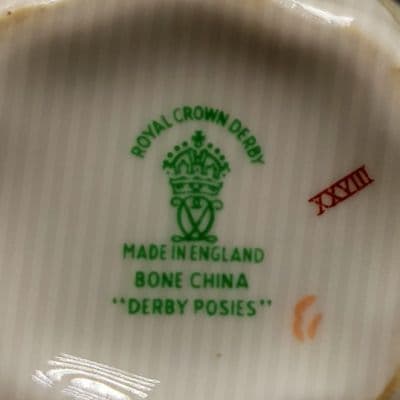 ROYAL CROWN DERBY
XXVIII
MADE IN ENGLAND
BONE CHINA
"DERBY POSIES"